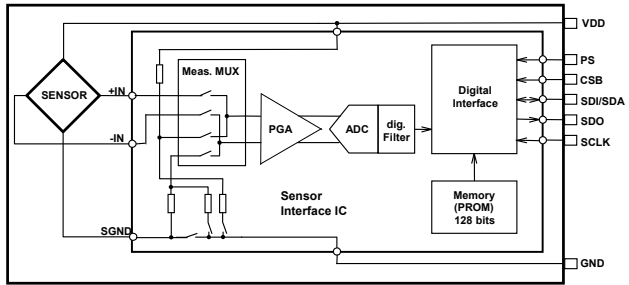 VDD
PS
CSB
SDI/SDA
SDO
SCLK
GND
SENSOR
+IN
-IN
SGND
Meas. MUX
PGA
ADC
dig.
Filter
Digital
Interface
Memory
(PROM)
128 bits
Sensor
Interface IC